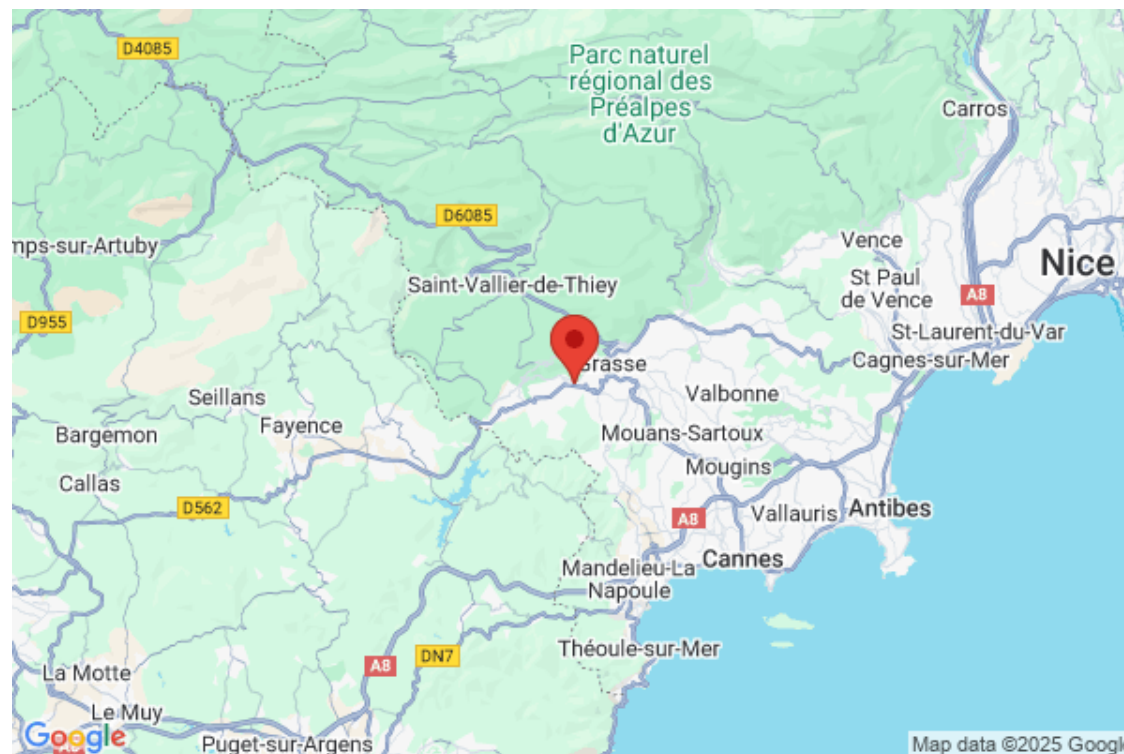 D4085
Parc naturel
régional des
Préalpes
d'Azur
Carros
D6085
mps-sur-Artuby
Vence
Nice
Saint-Vallier-de-Thiey
St Paul
de Vence
A8
D955
St-Laurent-du-Var
Grasse
Cagnes-sur-Mer
Seillans
Valbonne
Fayence
Bargemon
Mouans-Sartoux
Mougins
Callas
D562
A8
Vallauris
Antibes
Cannes
Mandelieu-La
Napoule
Théoule-sur-Mer
DN7
A8
La Motte
Le Muy
Google
A8
Puget-sur-Argens
Map data ©2025 Google